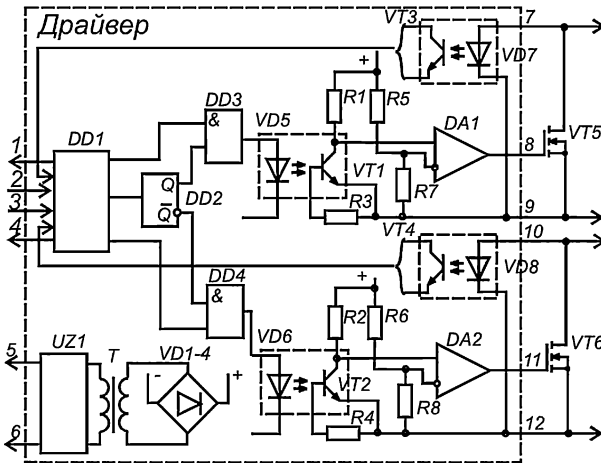 Драйвер
VT3
7
VD7
+
DD3
&
VD5
R1
R5
DA1
8
VT5
1
DD1
2
3
4
Q
Q̅
DD2
VT1
R7
R3
9
VT4
10
VD8
DD4
&
+
R2
R6
DA2
VT6
VD6
11
5
UZ1
T
VD1-4
-
+
VT2
R8
R4
12
6